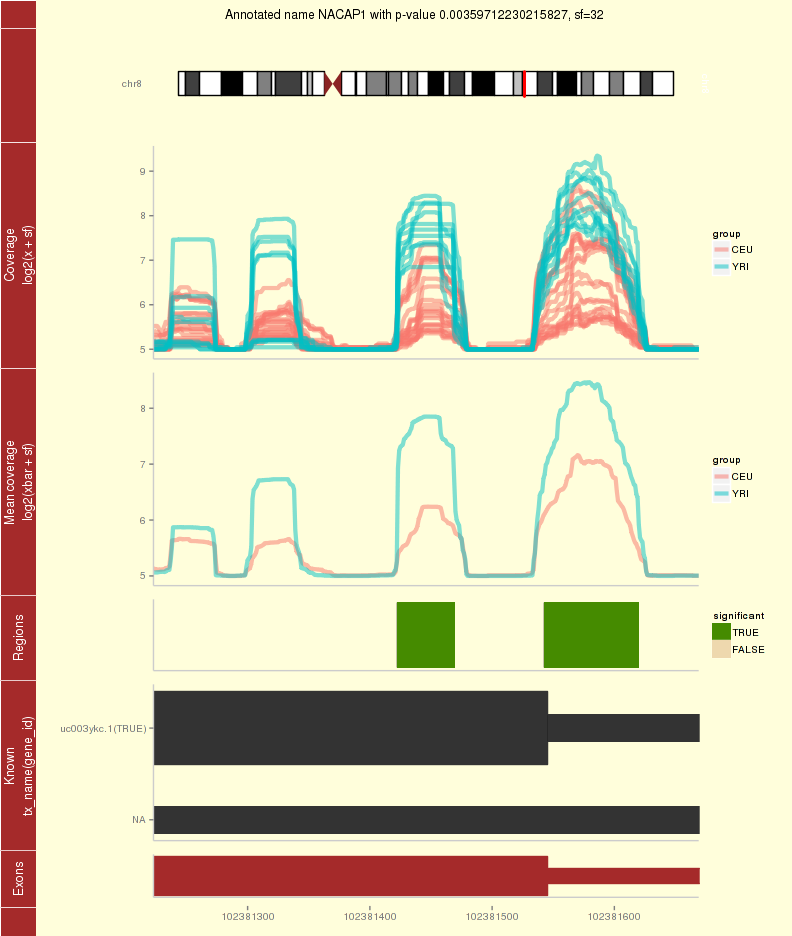 Annotated name NACAP1 with p-value 0.00359712230215827, sf=32
chr8
Coverage
log2(x + sf)
9
8
7
6
5
group
CEU
YRI
Mean coverage
log2(xbar + sf)
8
7
6
5
group
CEU
YRI
Regions
significant
TRUE
FALSE
Known
tx_name(gene_id)
uc003ykc.1(TRUE)
NA
Exons
102381300
102381400
102381500
102381600